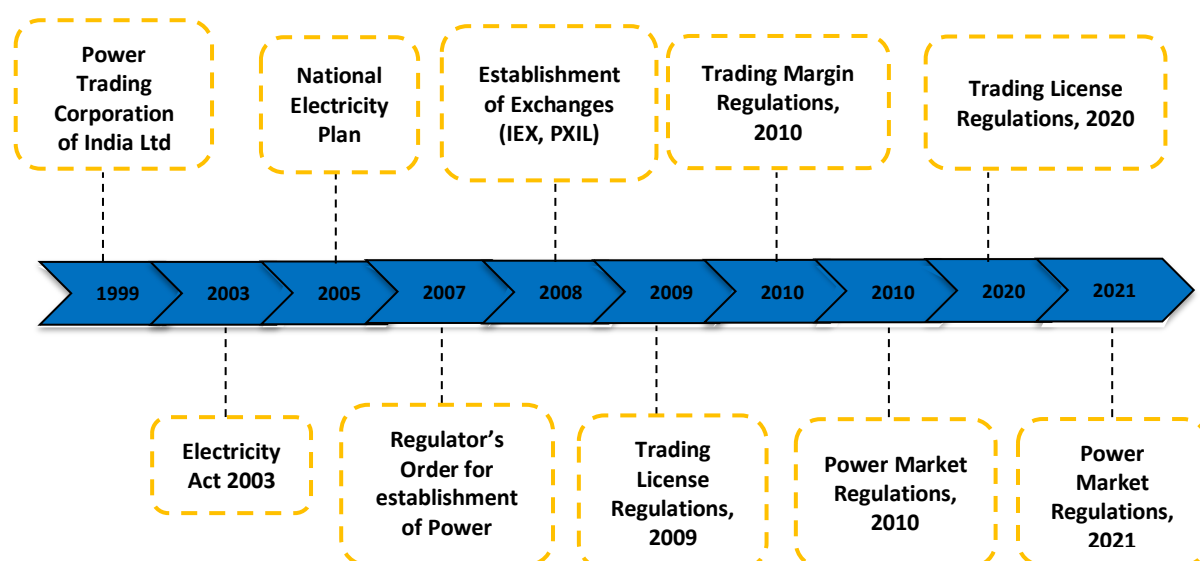 Power
Trading
Corporation
of India Ltd
National
Electricity
Plan
Establishment
of Exchanges
(IEX, PXIL)
Trading Margin
Regulations,
2010
Trading License
Regulations, 2020
1999
2003
2005
2007
2008
2009
2010
2010
2020
2021
Electricity
Act 2003
Regulator’s
Order for
establishment
of Power
Trading
License
Regulations,
2009
Power Market
Regulations,
2010
Power
Market
Regulations,
2021